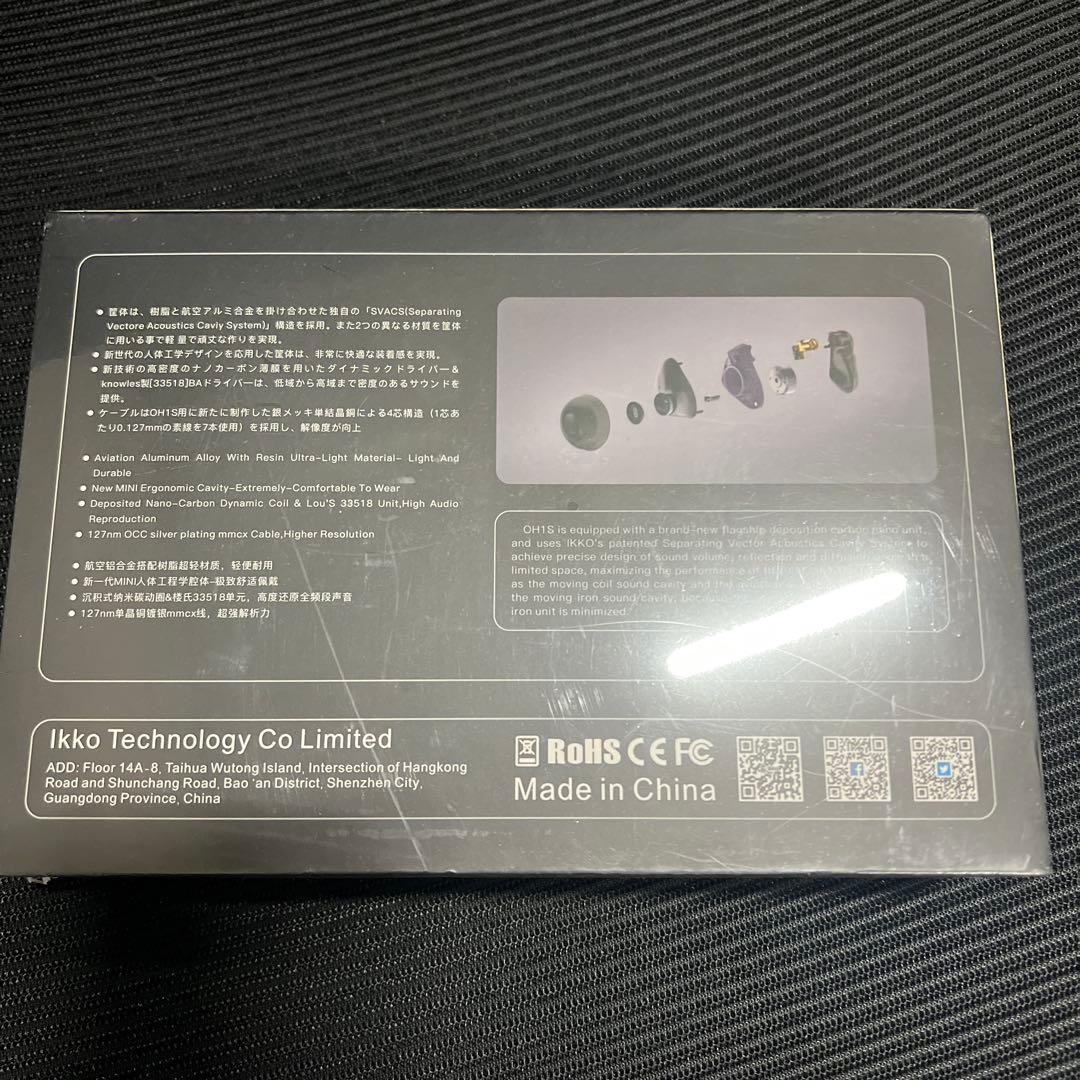 ● 筐体は、樹脂と航空アルミ合金を掛け合わせた独自の「SVACS(Separating
Vectore Acoustics Caviy System)」構造を採用。また2つの異なる材質を筐体
に用いる事で軽 量で頑丈な作りを実現。
● 新世代の人体工学デザインを応用した筐体は、非常に快適な装着感を実現。
● 新技術の高密度のナノカーボン薄膜を用いたダイナミックドライバー&
knowles製[33518]BAドライバーは、低域から高域まで密度のあるサウンドを
提供。
● ケーブルはOH1S用に新たに制作した銀メッキ単結晶銅による4芯構造（1芯あ
たり0.127mmの素線を7本使用）を採用し、解像度が向上
● Aviation Aluminum Alloy With Resin Ultra-Light Material- Light And
Durable
● New MINI Ergonomic Cavity-Extremely-Comfortable To Wear
● Deposited Nano-Carbon Dynamic Coil & Lou'S 33518 Unit,High Audio
Reproduction
● 127nm OCC silver plating mmcx Cable,Higher Resolution
● 航空铝合金搭配树脂超轻材质，轻便耐用
● 新一代MINI人体工程学腔体-极致舒适佩戴
● 沉积式纳米碳动圈&楼氏33518单元，高度还原全频段声音
● 127nm单晶铜镀银mmcx线，超强解析力
OH1S is equipped with a brand-new flagship deposition carbon nano unit,
and uses IKKO's patented Separating Vector Acoustics Cavity System to
achieve precise design of sound volume, reflection and
limited space, maximizing the performance of
as the moving coil sound cavity and the
the moving iron sound cavity,
iron unit is minimized.
Ikko Technology Co Limited
ADD: Floor 14A-8, Taihua Wutong Island, Intersection of Hangkong
Road and Shunchang Road, Bao 'an District, Shenzhen City,
Guangdong Province, China
RoHS CE FC
Made in China